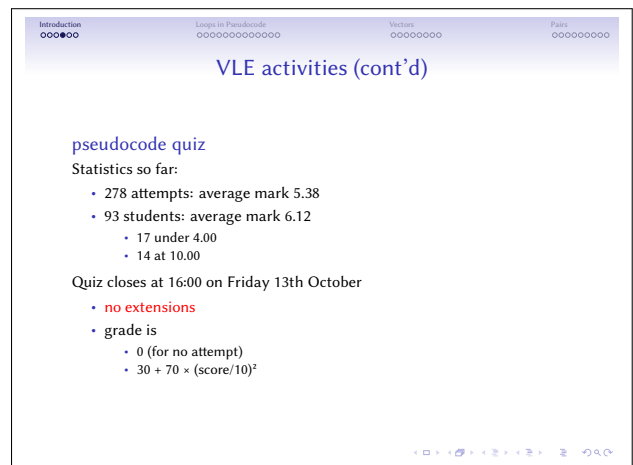 Introduction
Loops in Pseudocode
Vectors
Pairs
VLE activities (cont'd)
pseudocode quiz
Statistics so far:
• 278 attempts: average mark 5.38
• 93 students: average mark 6.12
• 17 under 4.00
• 14 at 10.00
Quiz closes at 16:00 on Friday 13th October
• no extensions
• grade is
• 0 (for no attempt)
• 30 + 70 × (score/10)²